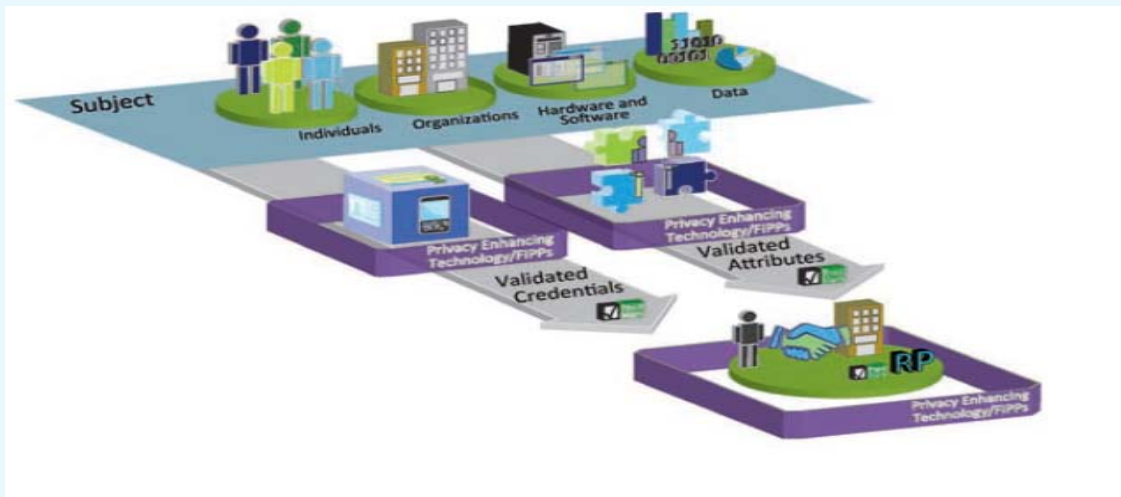 Subject
Individuals
Organizations
Hardware and
Software
Data
Privacy Enhancing
Technology/FIPPs
Privacy Enhancing
Technology/FIPPs
Validated
Attributes
Validated
Credentials
RP
Privacy Enhancing
Technology/FIPPs